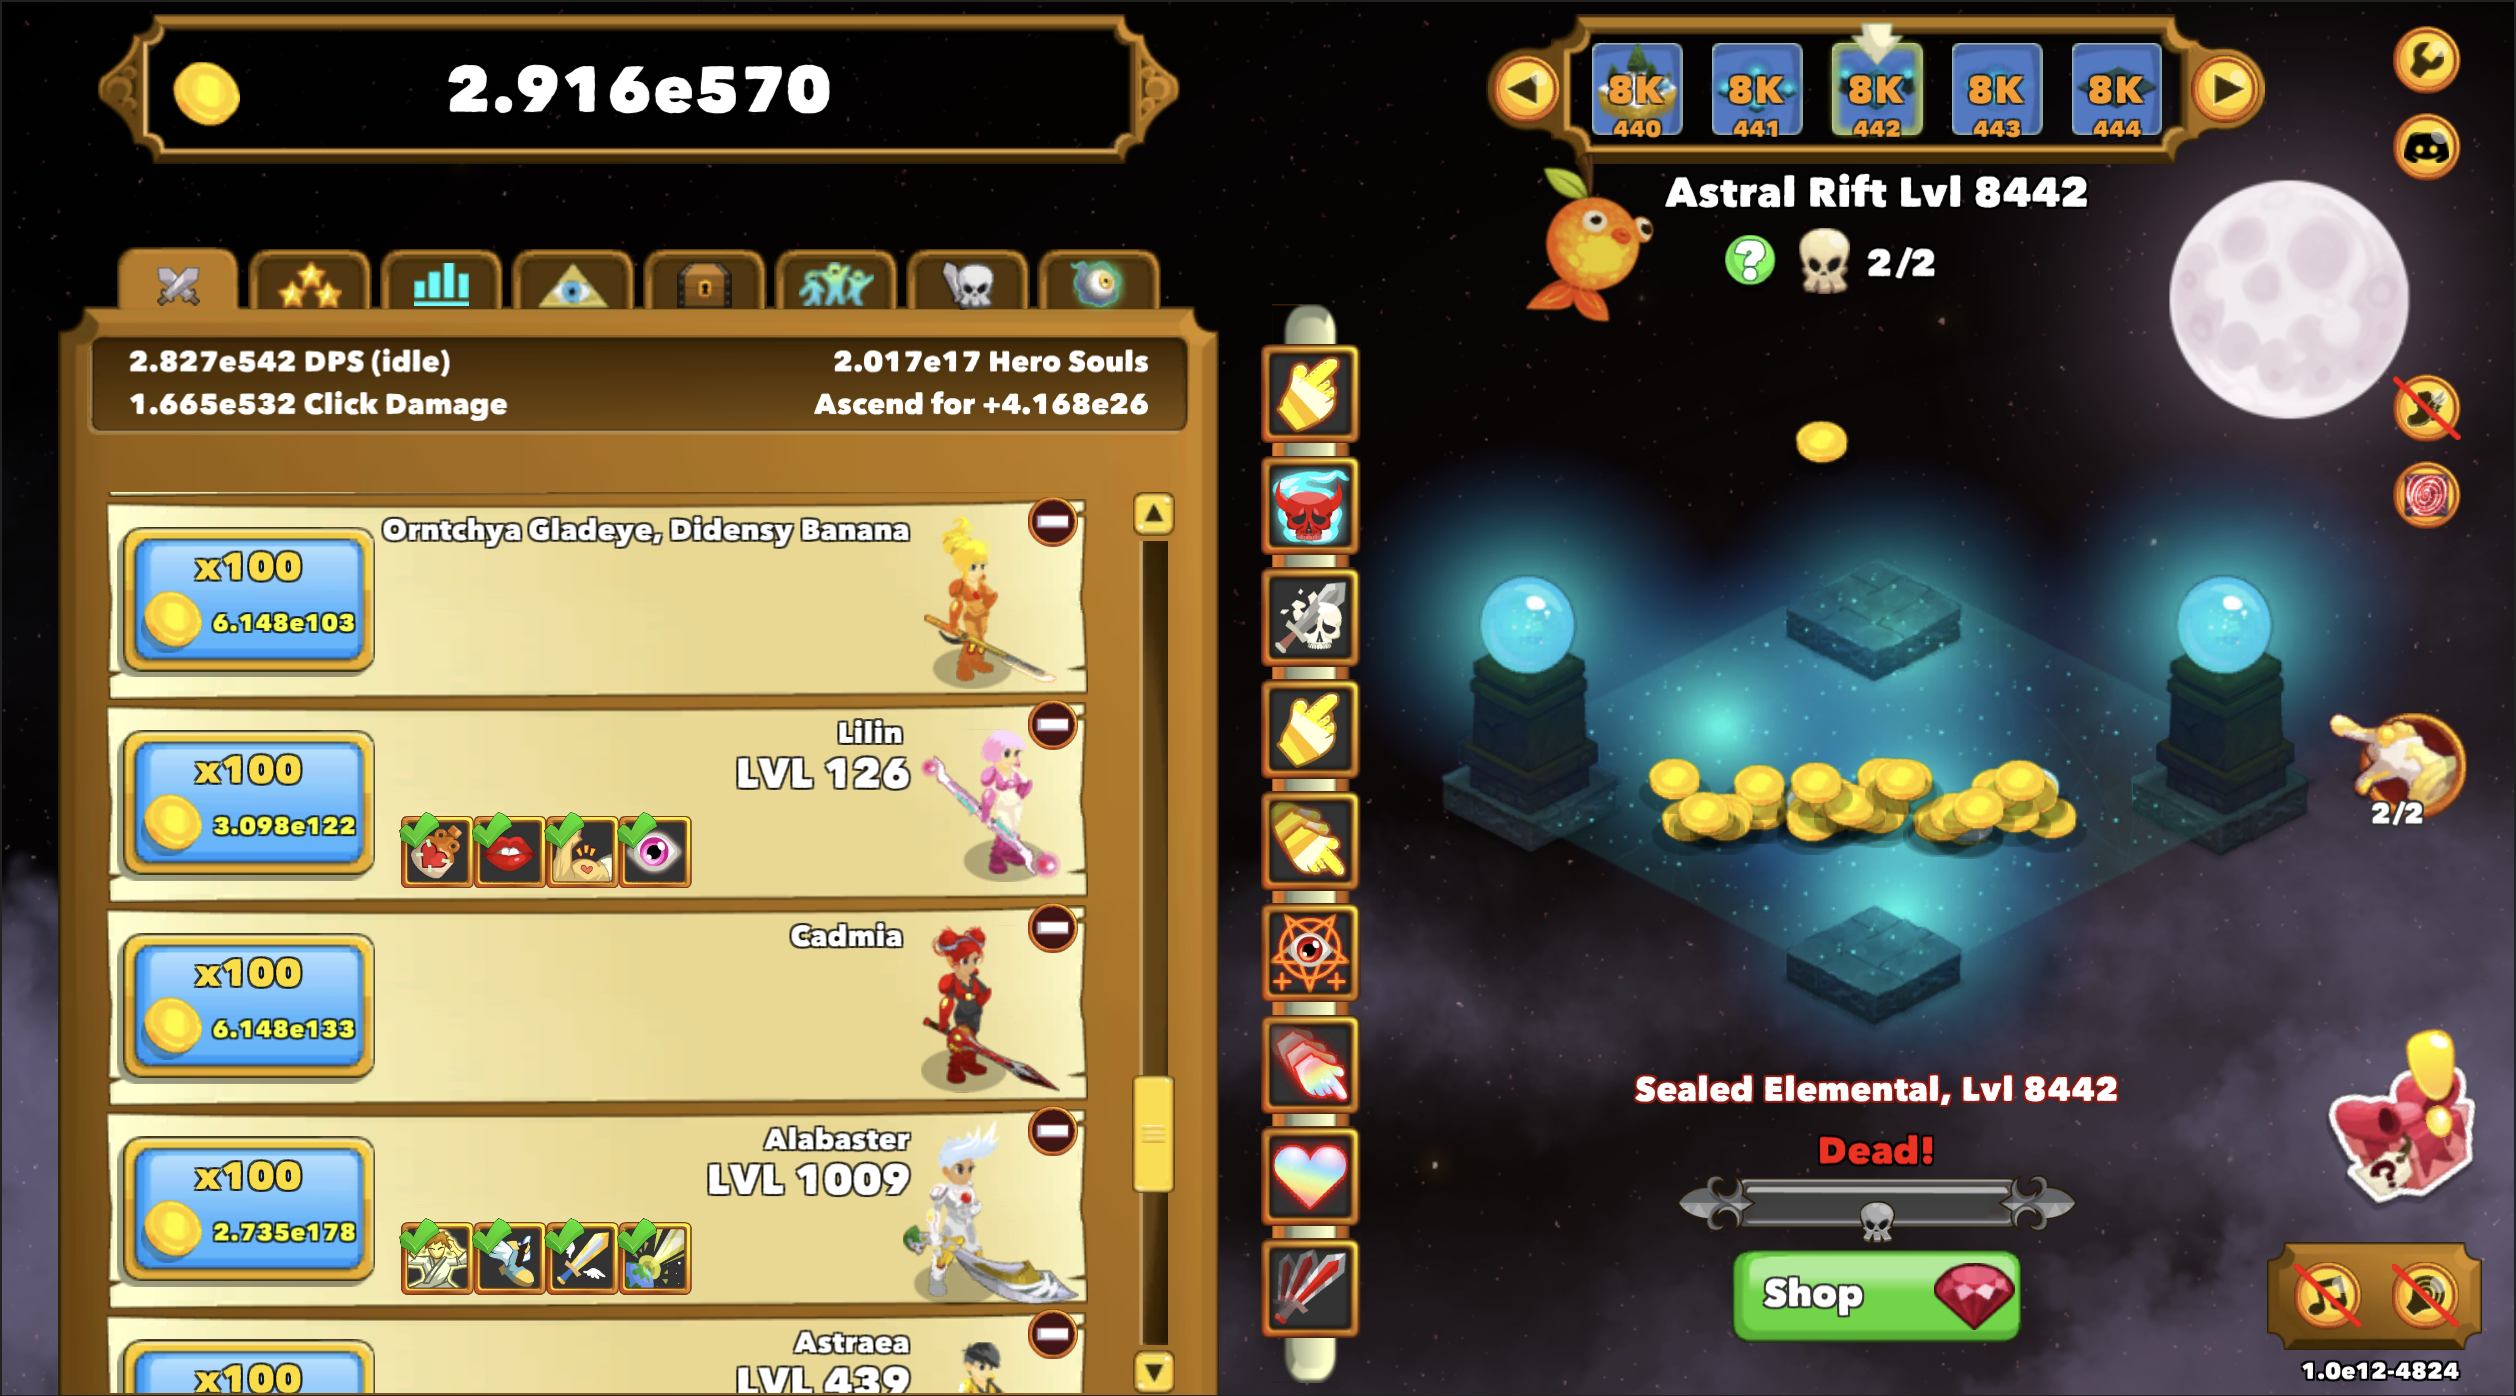 2.916e570
8K
440
8K
441
8K
442
8K
443
8K
444
Astral Rift Lvl 8442
?
2/2
2.827e542 DPS (idle)
2.017e17 Hero Souls
1.665e532 Click Damage
Ascend for +4.168e26
x100
6.148e103
Orntchya Gladeye, Didensy Banana
x100
3.098e122
Lilin
LVL 126
x100
6.148e133
Cadmia
x100
2.735e178
Alabaster
LVL 1009
x100
Astraea
LVL 439
2/2
Sealed Elemental, Lvl 8442
Dead!
Shop
?
1.0e12-4824